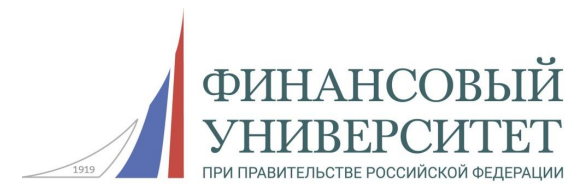 ФИНАНСОВЫЙ
УНИВЕРСИТЕТ
ПРИ ПРАВИТЕЛЬСТВЕ РОССИЙСКОЙ ФЕДЕРАЦИИ
1919